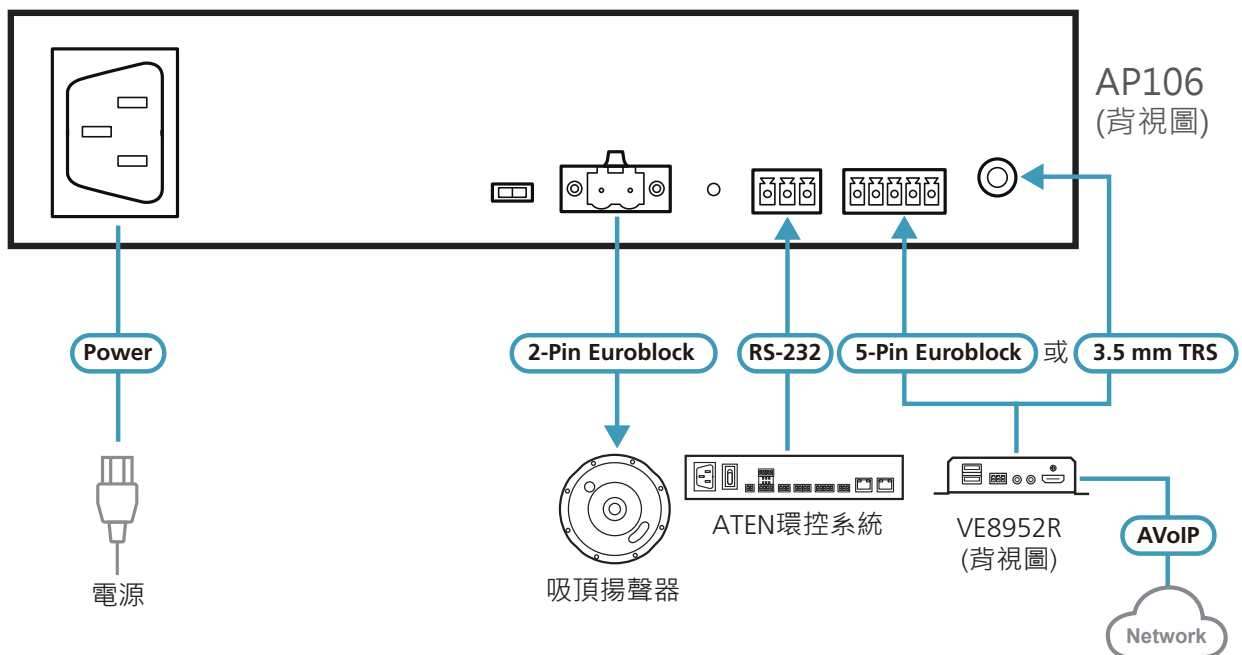 AP106
(背視圖)
Power
2-Pin Euroblock
RS-232
5-Pin Euroblock
或
3.5 mm TRS
電源
吸頂揚聲器
ATEN環控系統
VE8952R
(背視圖)
AVoIP
Network